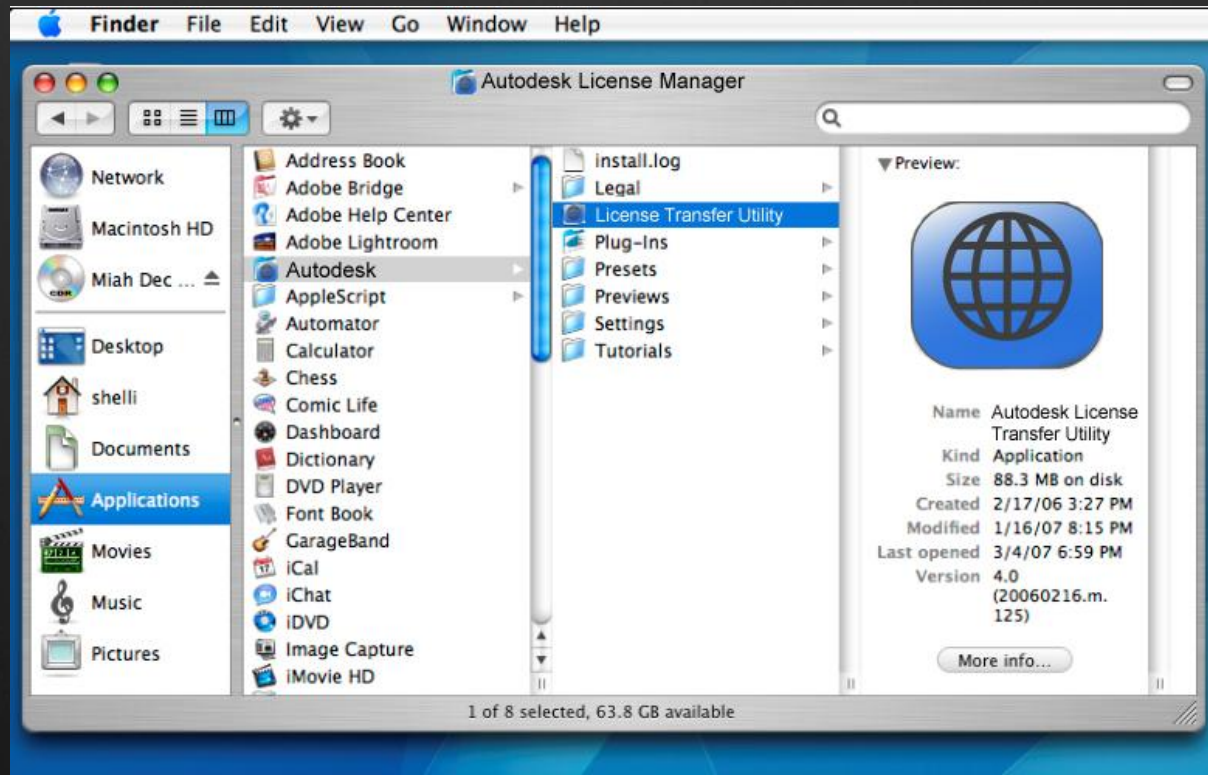 Finder File Edit View Go Window Help
Autodesk License Manager
Network
Macintosh HD
Miah Dec ...
Desktop
shelli
Documents
Applications
Movies
Music
Pictures
Address Book
Adobe Bridge
Adobe Help Center
Adobe Lightroom
Autodesk
AppleScript
Automator
Calculator
Chess
Comic Life
Dashboard
Dictionary
DVD Player
Font Book
GarageBand
iCal
iChat
iDVD
Image Capture
iMovie HD
install.log
Legal
License Transfer Utility
Plug-Ins
Presets
Previews
Settings
Tutorials
Preview:
Name Autodesk License
Transfer Utility
Kind Application
Size 88.3 MB on disk
Created 2/17/06 3:27 PM
Modified 1/16/07 8:15 PM
Last opened 3/4/07 6:59 PM
Version 4.0
(20060216.m.
125)
More info...
1 of 8 selected, 63.8 GB available